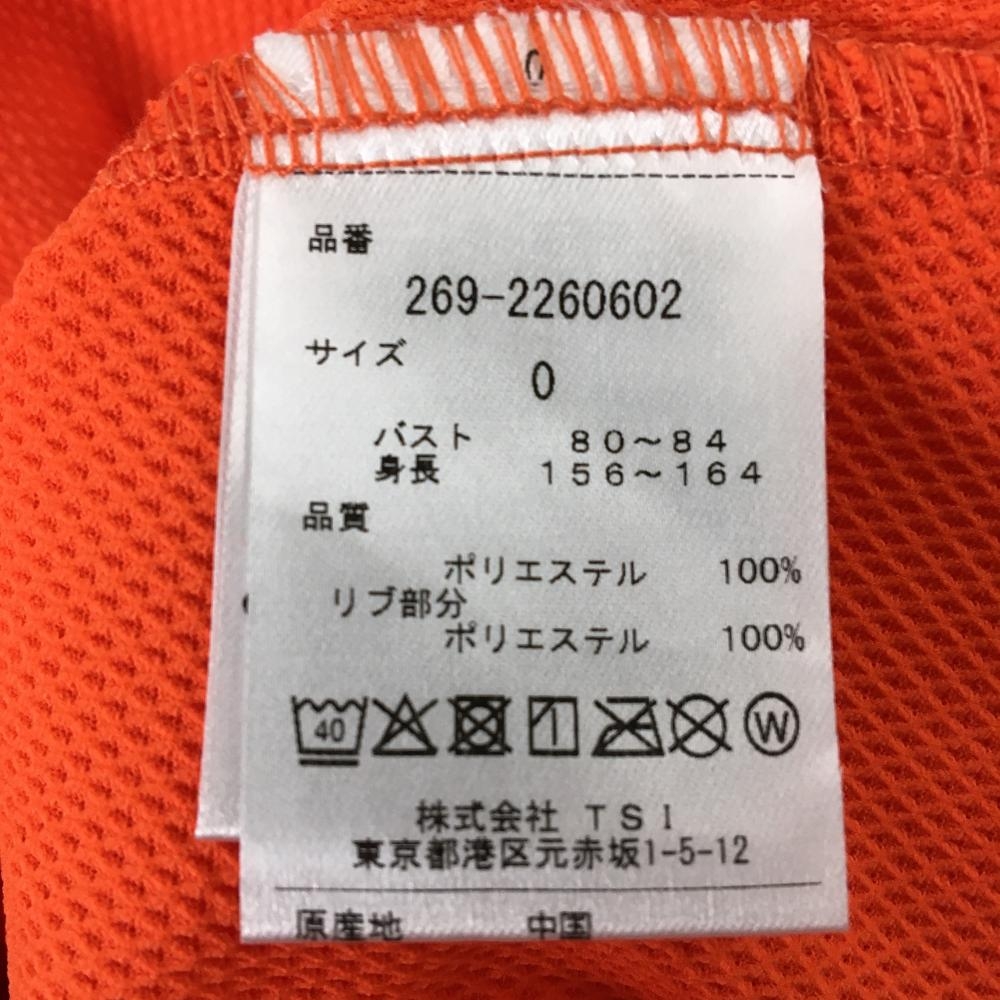 0
品番
269-2260602
サイズ
0
バスト 80～84
身長 156～164
品質
ポリエステル 100%
リブ部分
ポリエステル 100%
40 W
株式会社 TSI
東京都港区元赤坂1-5-12
原産地 中国